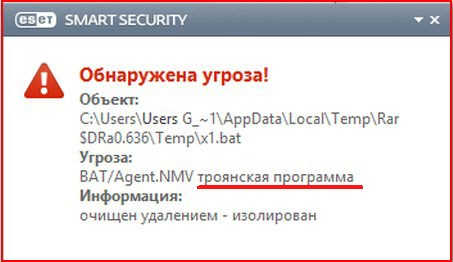 eset SMART SECURITY
Обнаружена угроза!
Объект:
C:\Users\Users G_~1\AppData\Local\Temp\Rar
$DRa0.636\Temp\x1.bat
Угроза:
BAT/Agent.NMV троянская программа
Информация:
очищен удалением - изолирован